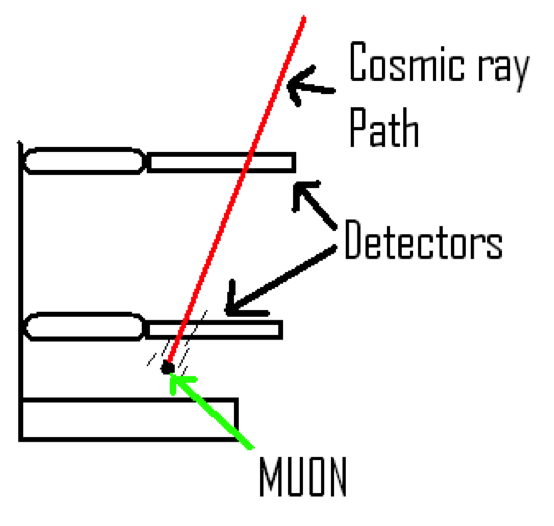 Cosmic ray
Path
Detectors
MUON